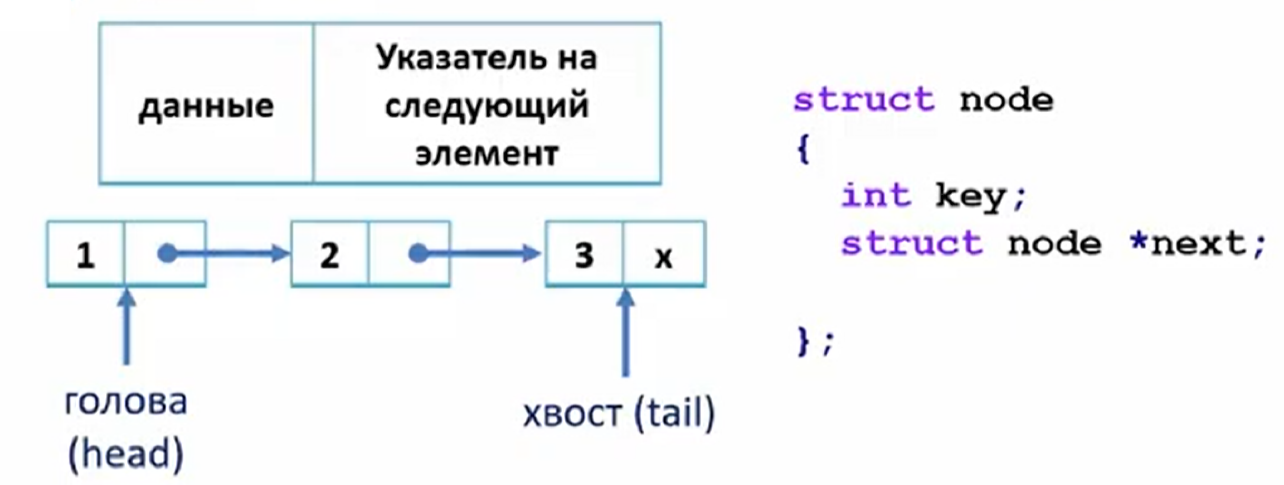 данные
Указатель на
следующий
элемент
1
2
3
x
голова
(head)
хвост (tail)
struct node
{
int key;
struct node *next;
};